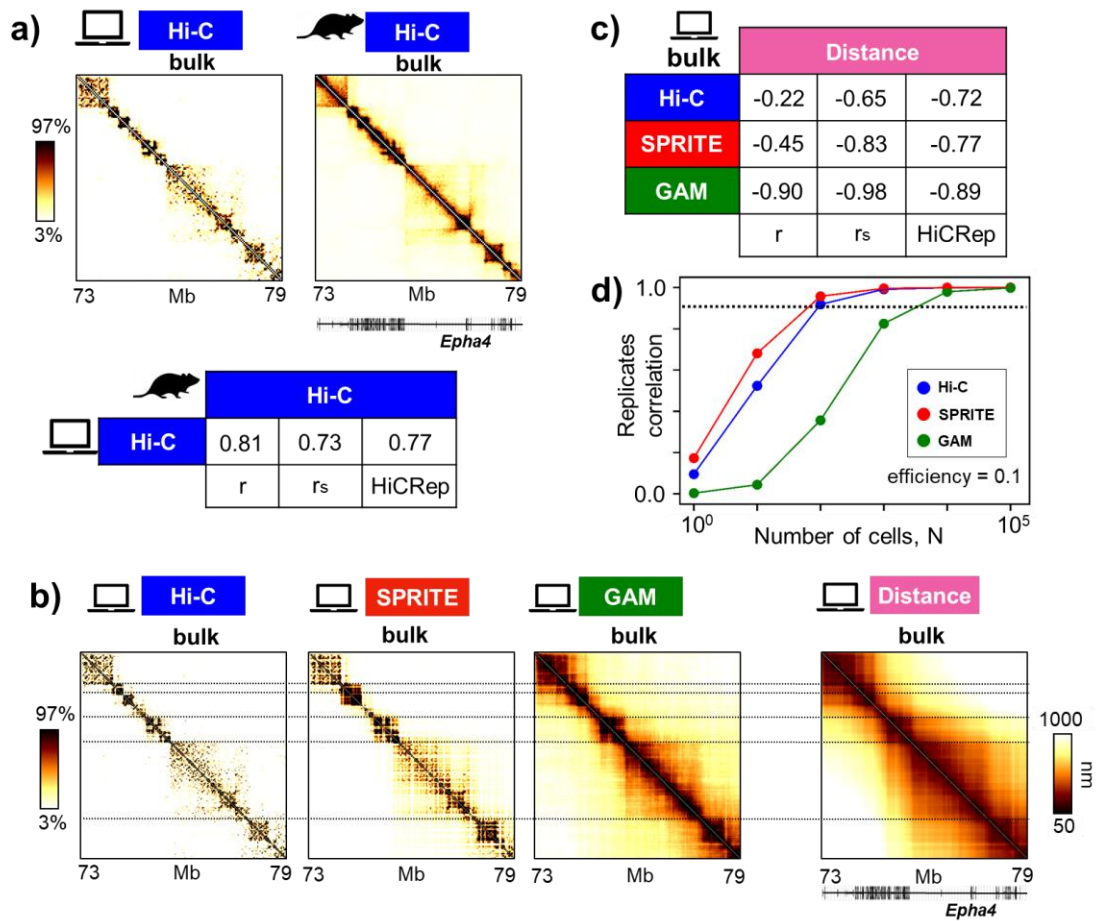 a)
Hi-C
bulk
Hi-C
bulk
97%
3%
73 Mb 79
73 Mb 79
Epha4
Hi-C
Hi-C 0.81 0.73 0.77
r rs HiCRep
c)
bulk
Distance
Hi-C -0.22 -0.65 -0.72
SPRITE -0.45 -0.83 -0.77
GAM -0.90 -0.98 -0.89
r rs HiCRep
d)
1.0
0.0
Replicates
correlation
Hi-C
SPRITE
GAM
efficiency = 0.1
10⁰ 10⁵
Number of cells, N
b)
Hi-C
bulk
SPRITE
bulk
GAM
bulk
Distance
bulk
97%
3%
1000
nm
50
73 Mb 79
73 Mb 79
73 Mb 79
73 Mb 79
Epha4